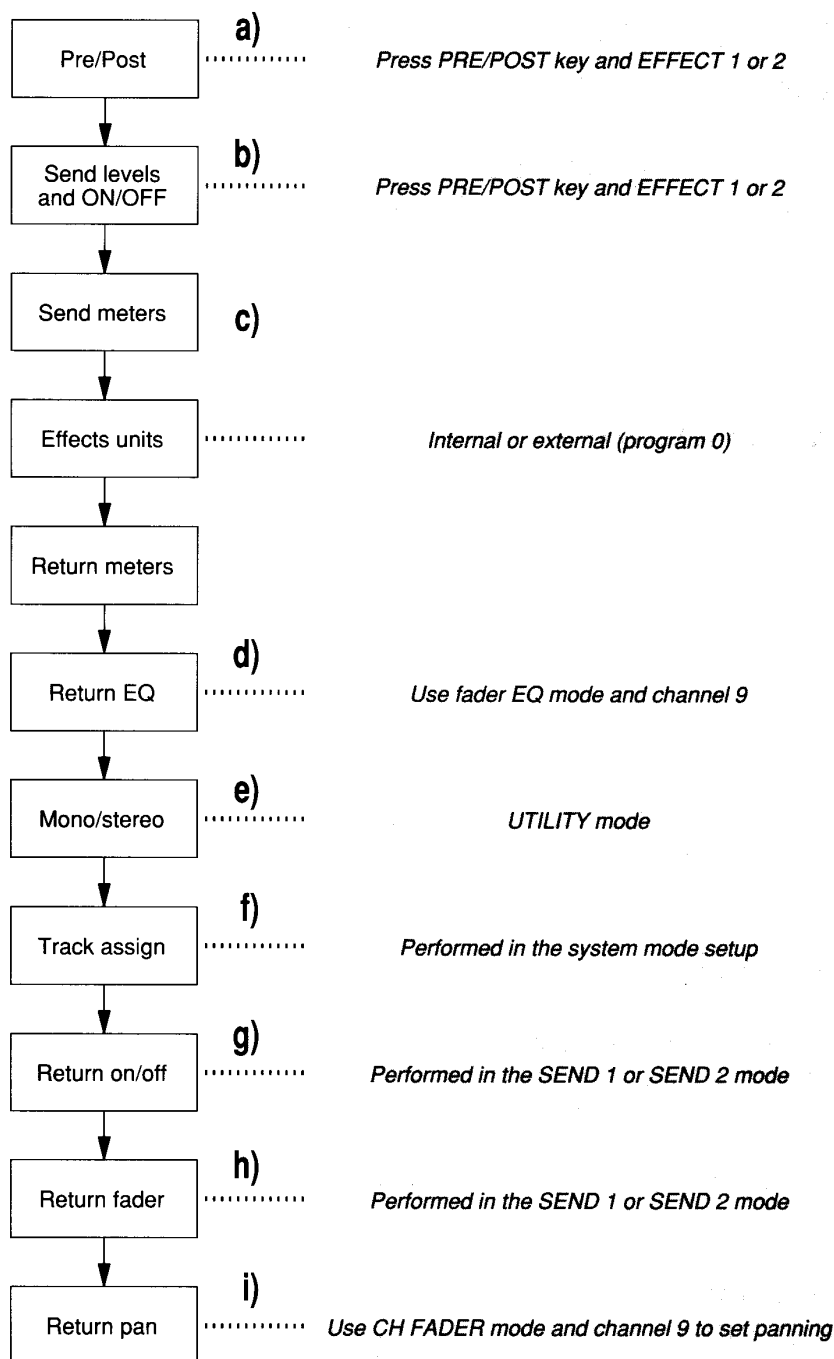 a)
Pre/Post
Press PRE/POST key and EFFECT 1 or 2
b)
Send levels
and ON/OFF
Press PRE/POST key and EFFECT 1 or 2
Send meters
c)
Effects units
Internal or external (program 0)
Return meters
d)
Return EQ
Use fader EQ mode and channel 9
e)
Mono/stereo
UTILITY mode
f)
Track assign
Performed in the system mode setup
g)
Return on/off
Performed in the SEND 1 or SEND 2 mode
h)
Return fader
Performed in the SEND 1 or SEND 2 mode
i)
Return pan
Use CH FADER mode and channel 9 to set panning